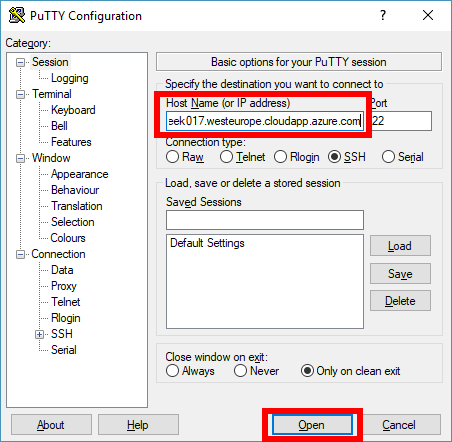 PuTTY Configuration
Category:
Session
Logging
Terminal
Keyboard
Bell
Features
Window
Appearance
Behaviour
Translation
Selection
Colours
Connection
Data
Proxy
Telnet
Rlogin
SSH
Serial
Basic options for your PuTTY session
Specify the destination you want to connect to
Host Name (or IP address) Port
eek017.westeurope.cloudapp.azure.com 22
Connection type:
Raw Telnet Rlogin SSH Serial
Load, save or delete a stored session
Saved Sessions
Default Settings
Load
Save
Delete
Close window on exit:
Always Never Only on clean exit
About Help Open Cancel